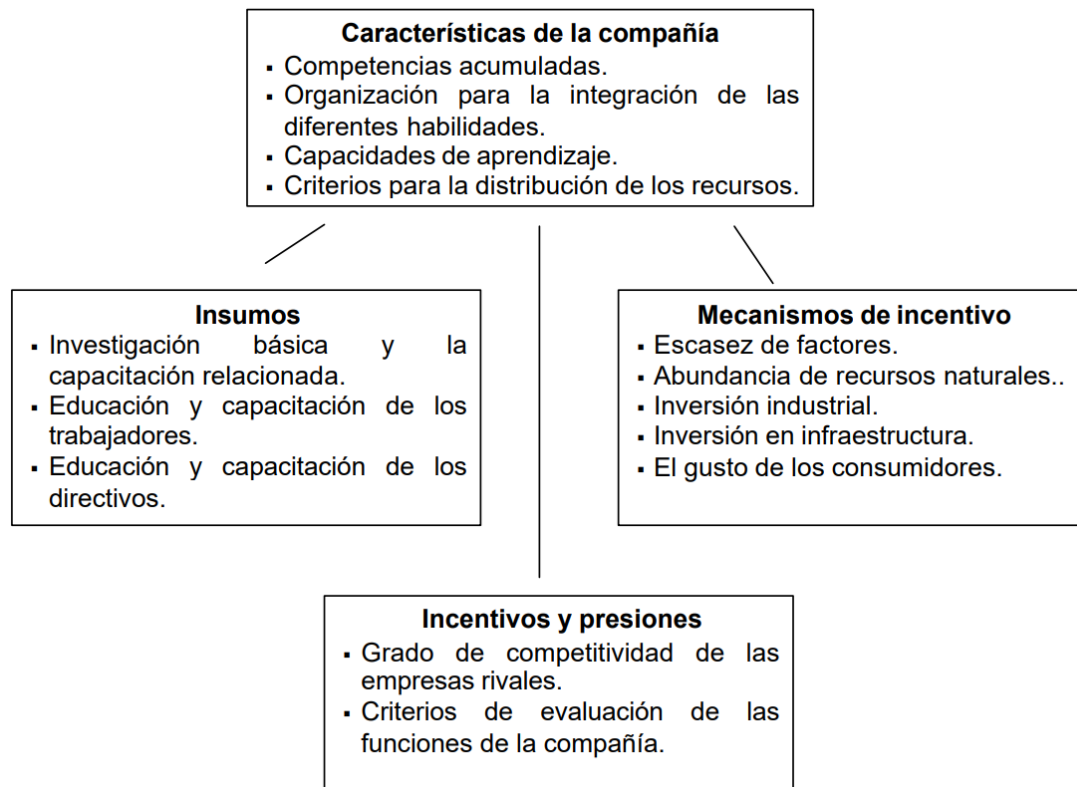 Características de la compañía
▪ Competencias acumuladas.
▪ Organización para la integración de las
diferentes habilidades.
▪ Capacidades de aprendizaje.
▪ Criterios para la distribución de los recursos.
Insumos
▪ Investigación básica y la
capacitación relacionada.
▪ Educación y capacitación de los
trabajadores.
▪ Educación y capacitación de los
directivos.
Mecanismos de incentivo
▪ Escasez de factores.
▪ Abundancia de recursos naturales..
▪ Inversión industrial.
▪ Inversión en infraestructura.
▪ El gusto de los consumidores.
Incentivos y presiones
▪ Grado de competitividad de las
empresas rivales.
▪ Criterios de evaluación de las
funciones de la compañía.